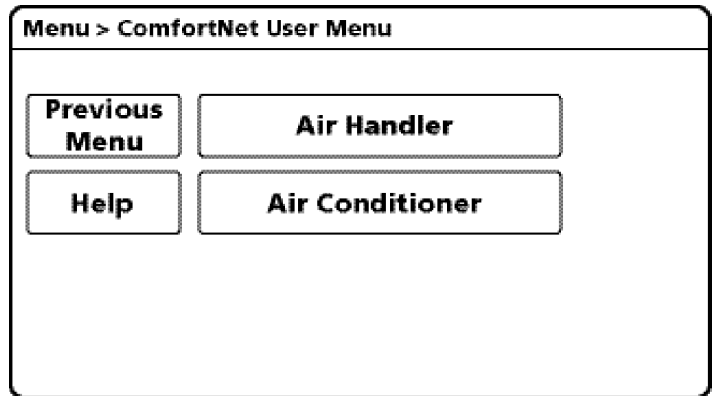 Menu > ComfortNet User Menu
Previous
Menu
Air Handler
Help
Air Conditioner